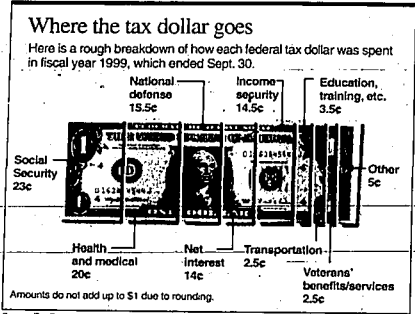 Where the tax dollar goes
Here is a rough breakdown of how each federal tax dollar was spent
in fiscal year 1999, which ended Sept. 30.
National
defense
15.5¢
Income
security
14.5¢
Education,
training, etc.
3.5¢
Social
Security
23¢
Other
5¢
Health
and medical
20¢
Net
interest
14¢
Transportation
2.5¢
Veterans'
benefits/services
2.5¢
Amounts do not add up to $1 due to rounding.